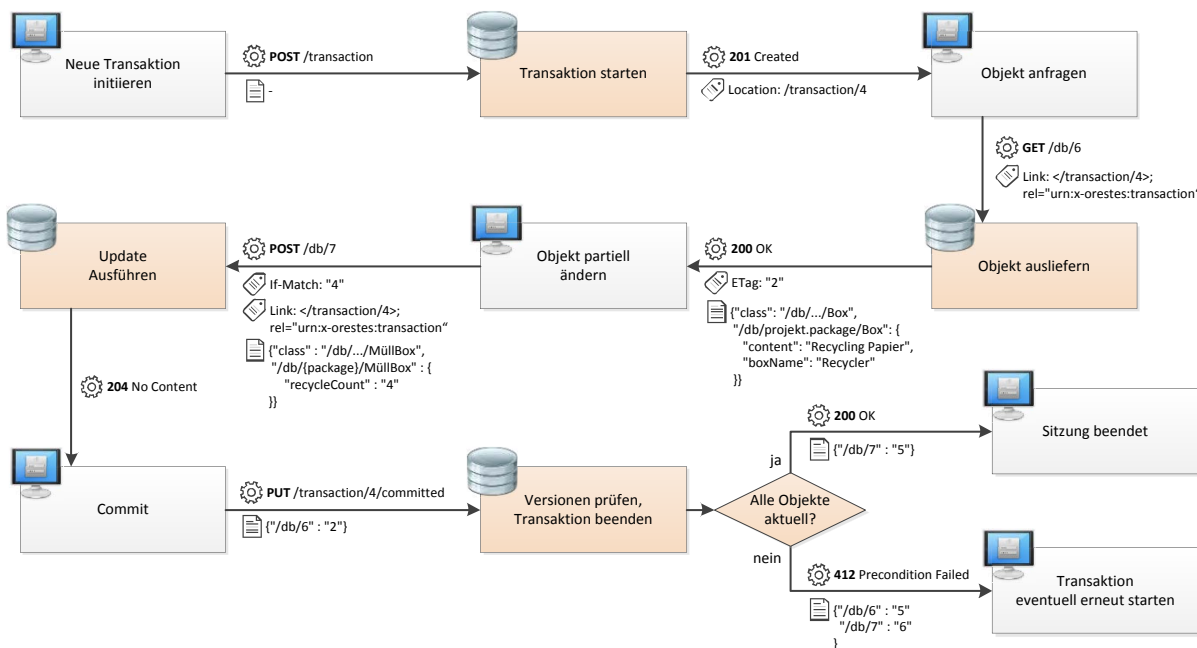 Neue Transaktion
initiieren
POST /transaction
-
Transaktion starten
201 Created
Location: /transaction/4
Objekt anfragen
GET /db/6
Link: </transaction/4>;
rel="urn:x-orestes:transaction“
Objekt ausliefern
200 OK
ETag: "2"
{"class": "/db/.../Box",
"/db/projekt.package/Box": {
"content": "Recycling Papier",
"boxName": "Recycler"
}}
Objekt partiell
ändern
POST /db/7
If-Match: "4"
Link: </transaction/4>;
rel="urn:x-orestes:transaction“
{"class" : "/db/.../MüllBox",
"/db/{package}/MüllBox" : {
"recycleCount" : "4"
}}
Update
Ausführen
204 No Content
Commit
PUT /transaction/4/committed
{"/db/6" : "2"}
Versionen prüfen,
Transaktion beenden
Alle Objekte
aktuell?
ja
200 OK
{"/db/7" : "5"}
Sitzung beendet
nein
412 Precondition Failed
{"/db/6" : "5"
"/db/7" : "6"
}
Transaktion
eventuell erneut starten